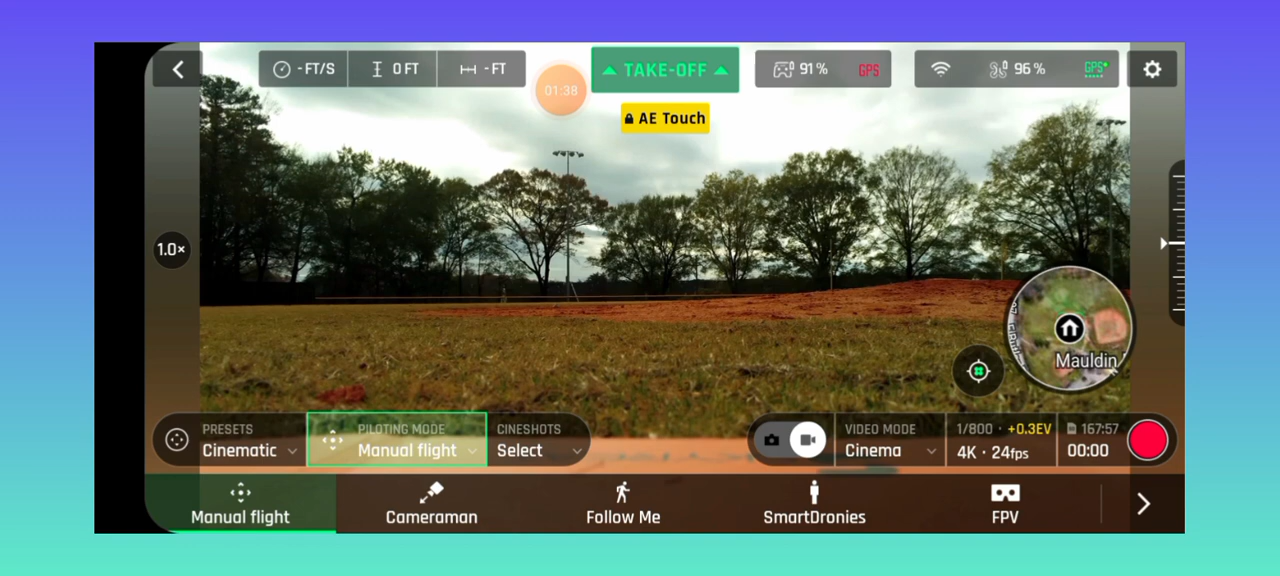 - FT/S
0 FT
- FT
01:38
TAKE-OFF
91 %
GPS
96 %
GPS
AE Touch
1.0×
Mauldin
PRESETS
Cinematic
PILOTING MODE
Manual flight
CINESHOTS
Select
VIDEO MODE
Cinema
1/800 · +0.3EV
4K · 24fps
167:57
00:00
Manual flight
Cameraman
Follow Me
SmartDronies
FPV